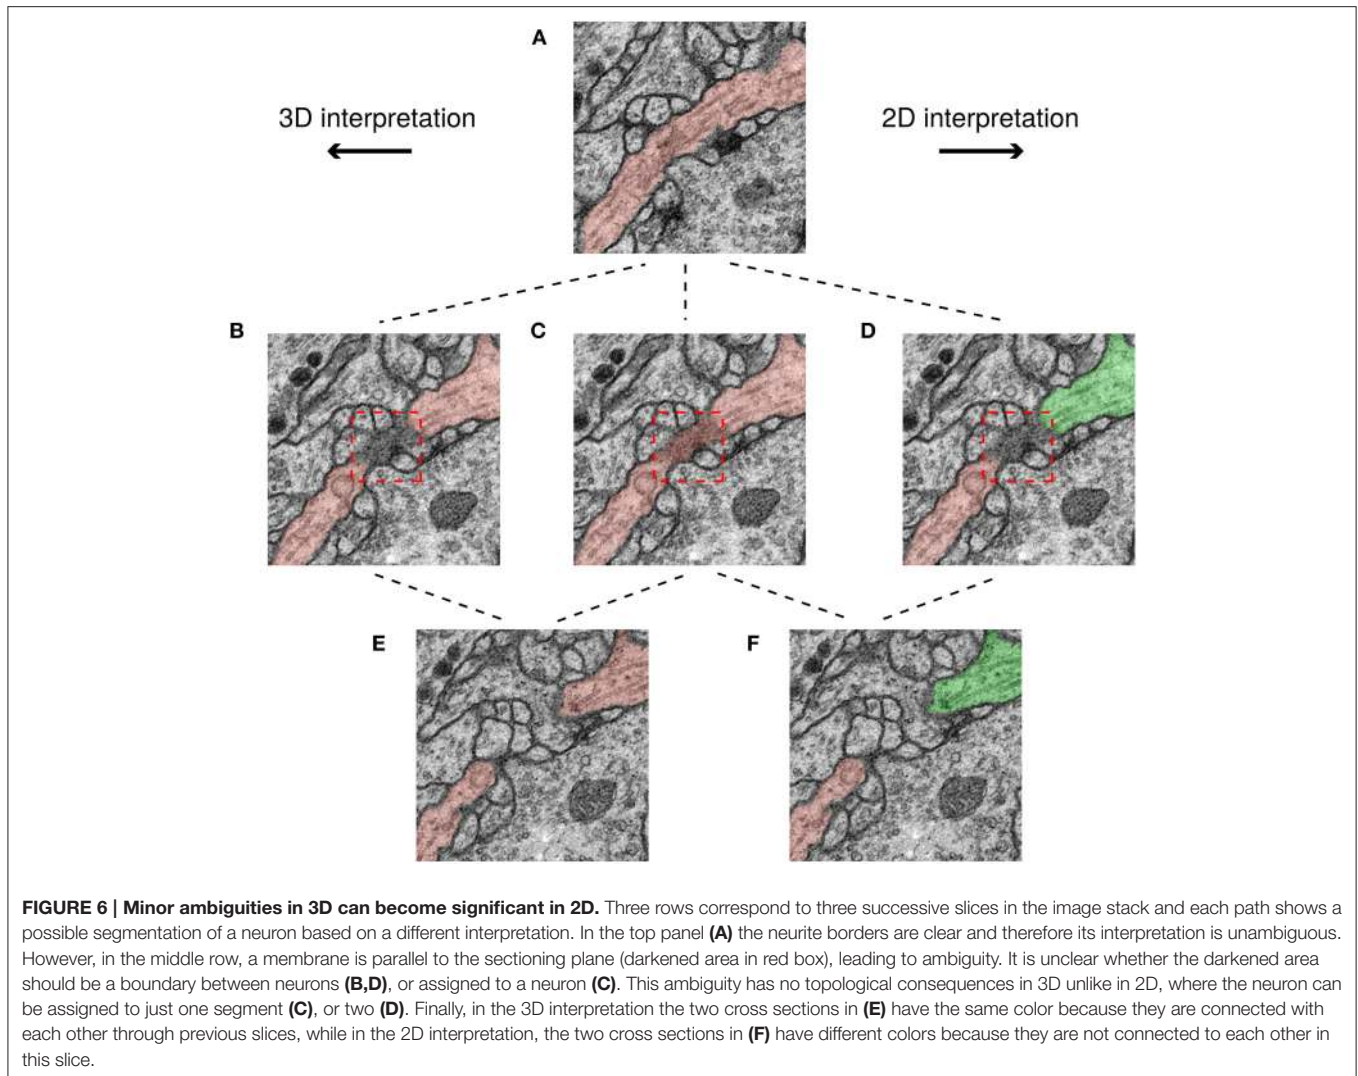 A
3D interpretation
2D interpretation
B
C
D
E
F
FIGURE 6 | Minor ambiguities in 3D can become significant in 2D. Three rows correspond to three successive slices in the image stack and each path shows a
possible segmentation of a neuron based on a different interpretation. In the top panel (A) the neurite borders are clear and therefore its interpretation is unambiguous.
However, in the middle row, a membrane is parallel to the sectioning plane (darkened area in red box), leading to ambiguity. It is unclear whether the darkened area
should be a boundary between neurons (B,D), or assigned to a neuron (C). This ambiguity has no topological consequences in 3D unlike in 2D, where the neuron can
be assigned to just one segment (C), or two (D). Finally, in the 3D interpretation the two cross sections in (E) have the same color because they are connected with
each other through previous slices, while in the 2D interpretation, the two cross sections in (F) have different colors because they are not connected to each other in
this slice.